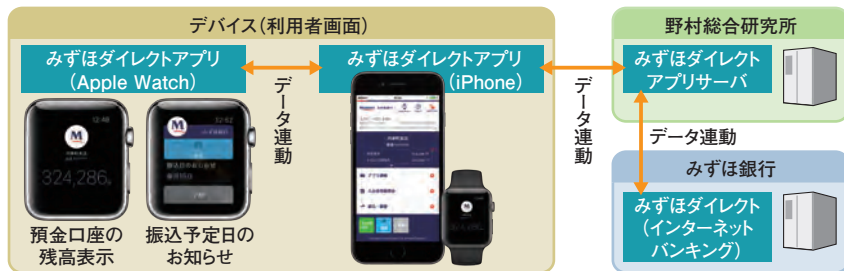 デバイス（利用者画面）
みずほダイレクトアプリ
（Apple Watch）
データ連動
みずほダイレクトアプリ
（iPhone）
データ連動
野村総合研究所
みずほダイレクト
アプリサーバ
データ連動
みずほ銀行
みずほダイレクト
（インターネット
バンキング）
12:48
324,286
預金口座の
残高表示
振込予定日の
お知らせ